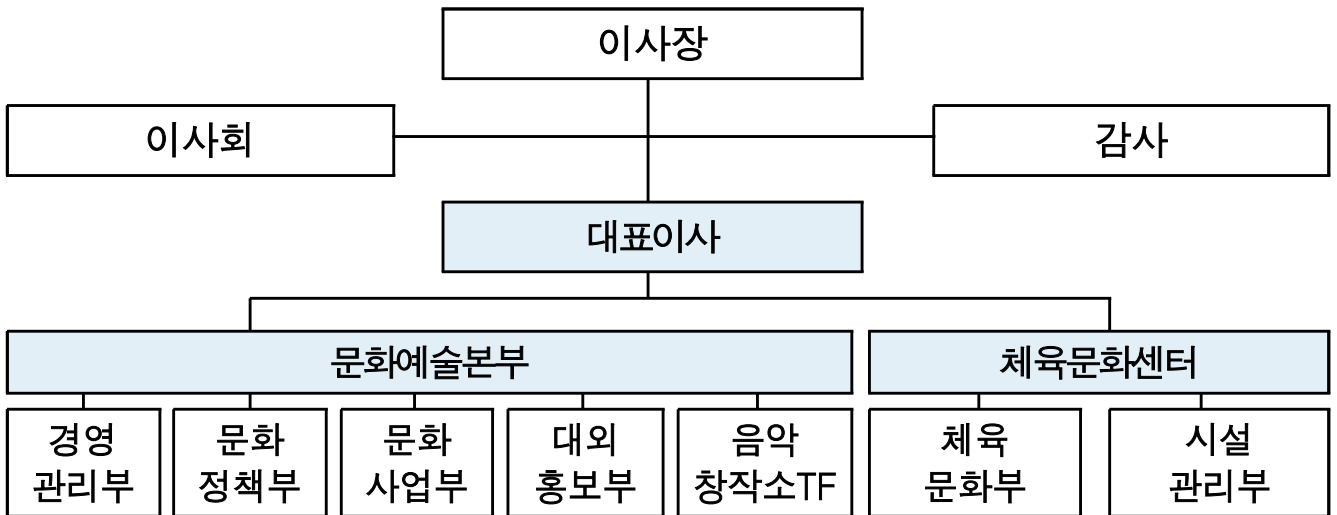 이사장
이사회
감사
대표이사
문화예술본부
체육문화센터
경영
관리부
문화
정책부
문화
사업부
대외
홍보부
음악
창작소TF
체육
문화부
시설
관리부